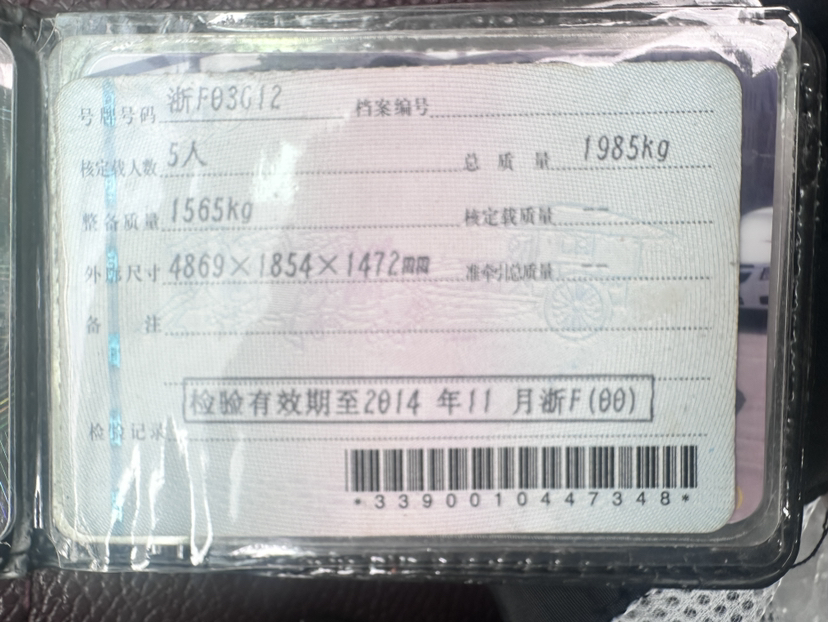 号牌号码 浙F03G12 档案编号
核定载人数 5人 总质量 1985kg
整备质量 1565kg 核定载质量 --
外廓尺寸 4869×1854×1472mm 准牵引总质量 --
备注
检验有效期至2014 年11 月浙F(00)
检验记录
*3390010447348*